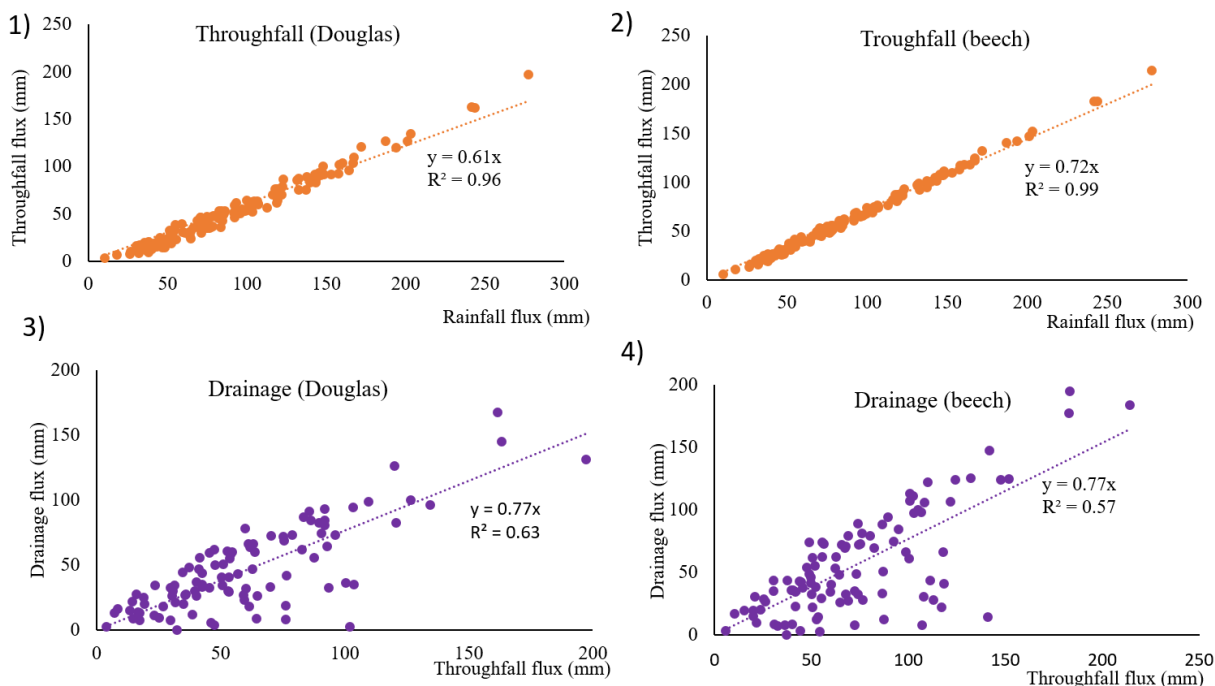 1)
Throughfall (Douglas)
Throughfall flux (mm)
250
200
150
100
50
0
y = 0.61x
R² = 0.96
0 50 100 150 200 250 300
Rainfall flux (mm)
2)
Troughfall (beech)
Throughfall flux (mm)
250
200
150
100
50
0
y = 0.72x
R² = 0.99
0 50 100 150 200 250 300
Rainfall flux (mm)
3)
Drainage (Douglas)
Drainage flux (mm)
200
150
100
50
0
y = 0.77x
R² = 0.63
0 50 100 150 200
Throughfall flux (mm)
4)
Drainage (beech)
Drainage flux (mm)
200
150
100
50
0
y = 0.77x
R² = 0.57
0 50 100 150 200 250
Throughfall flux (mm)